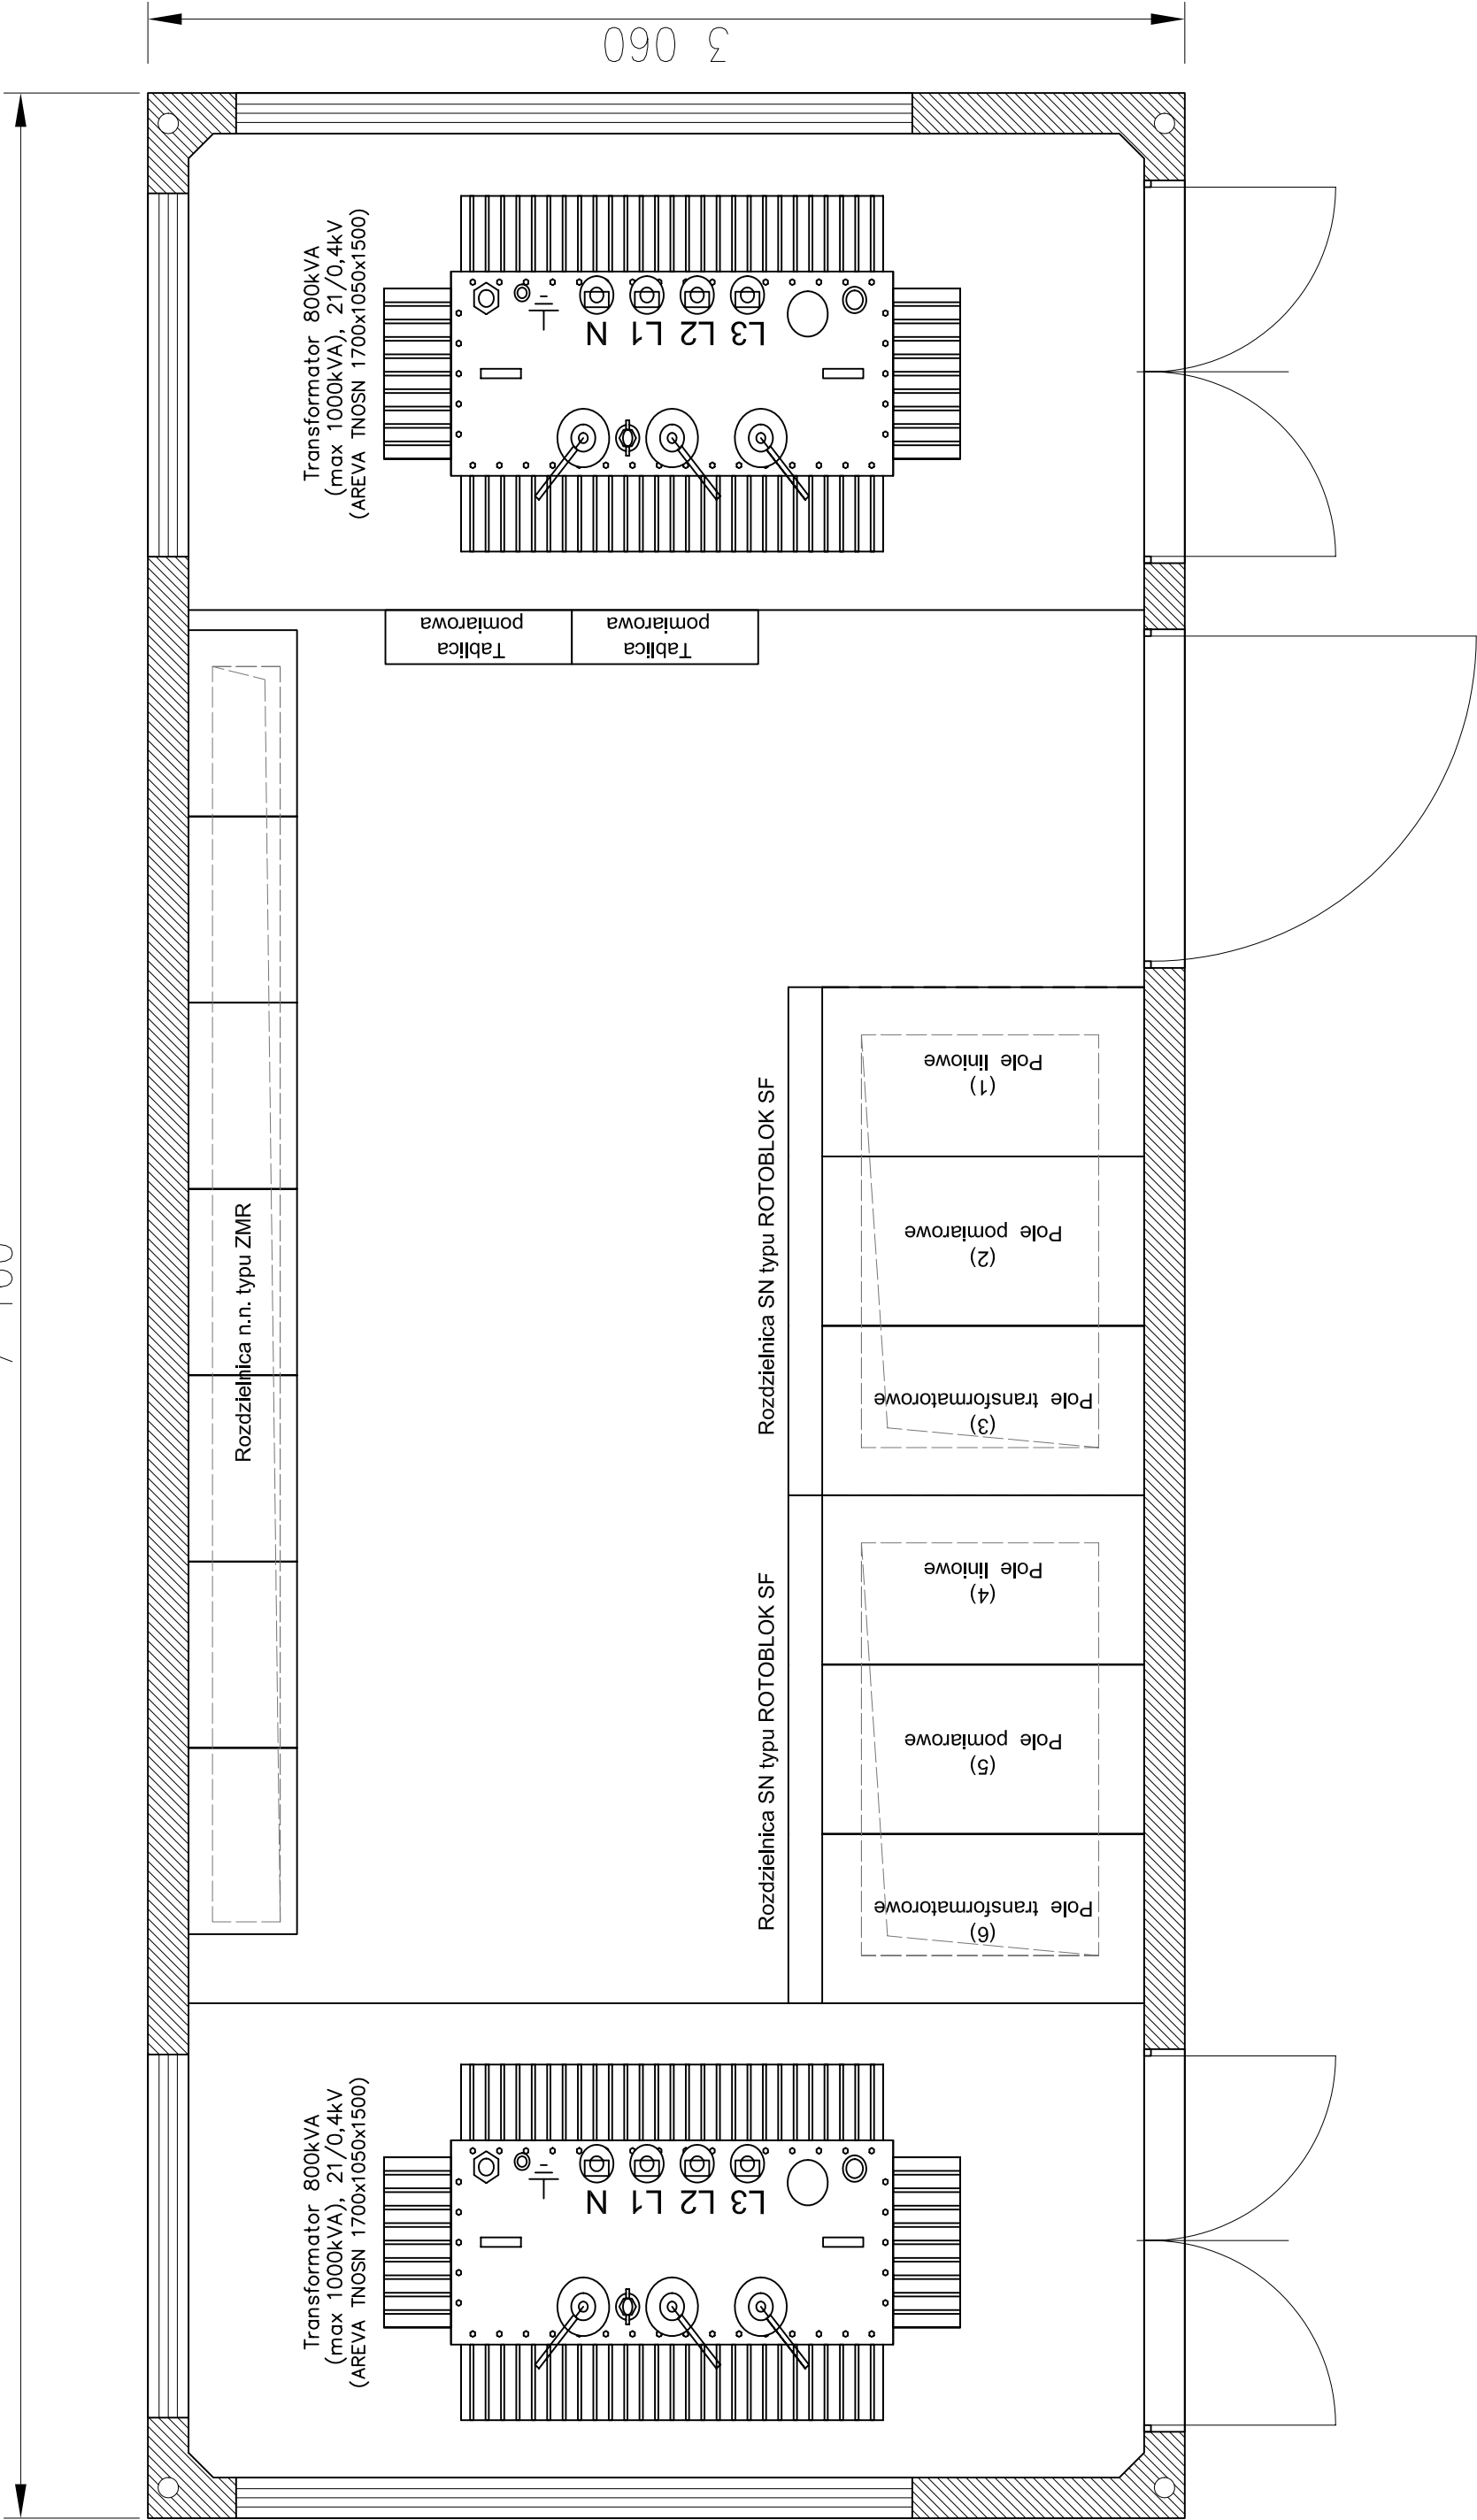 3 060
Transformator 800kVA
(max 1000kVA), 21/0,4kV
(AREVA TNOSN 1700x1050x1500)
N L1 L2 L3
Tablica
pomiarowa
Tablica
pomiarowa
Rozdzielnica n.n. typu ZMR
Rozdzielnica SN typu ROTOBLOK SF
Pole liniowe
(1)
Pole pomiarowe
(2)
Pole transformatorowe
(3)
Rozdzielnica SN typu ROTOBLOK SF
Pole liniowe
(4)
Pole pomiarowe
(5)
Pole transformatorowe
(6)
Transformator 800kVA
(max 1000kVA), 21/0,4kV
(AREVA TNOSN 1700x1050x1500)
N L1 L2 L3